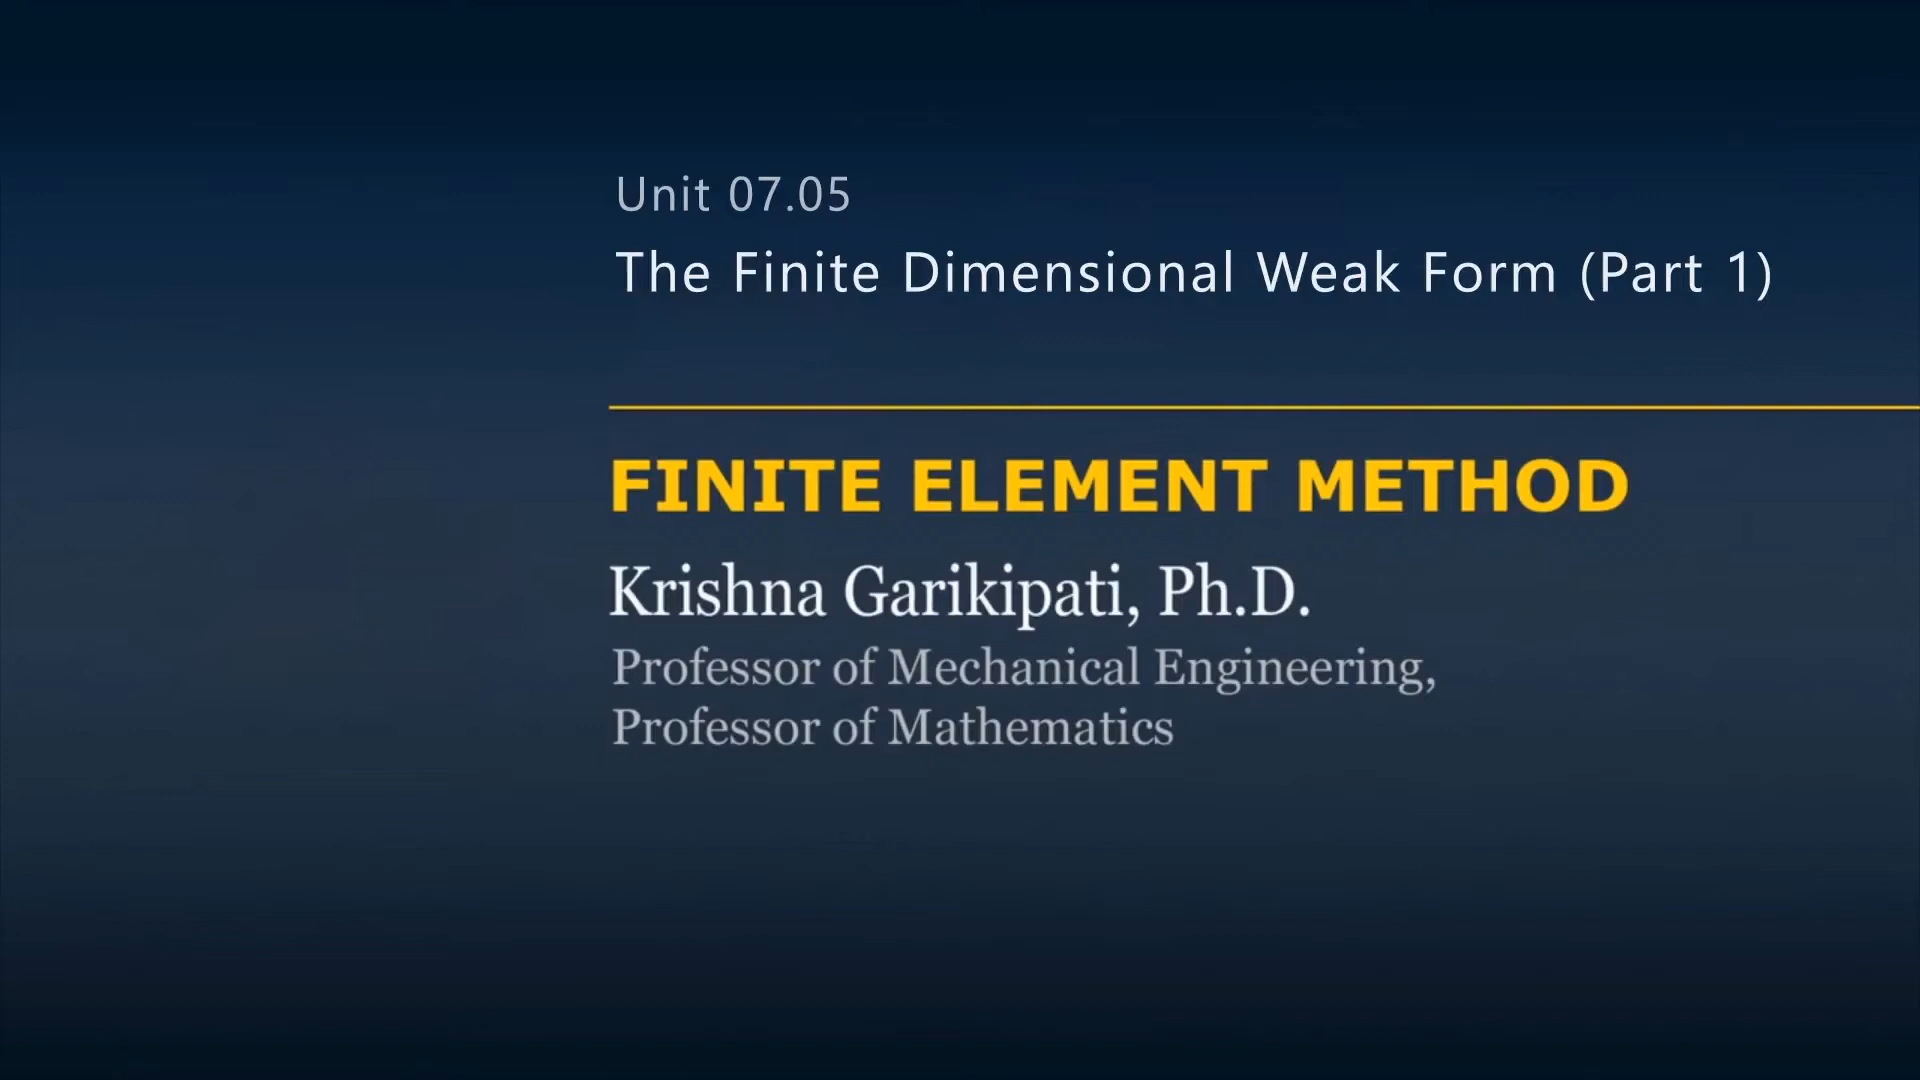 Unit 07.05
The Finite Dimensional Weak Form (Part 1)
FINITE ELEMENT METHOD
Krishna Garikipati, Ph.D.
Professor of Mechanical Engineering,
Professor of Mathematics